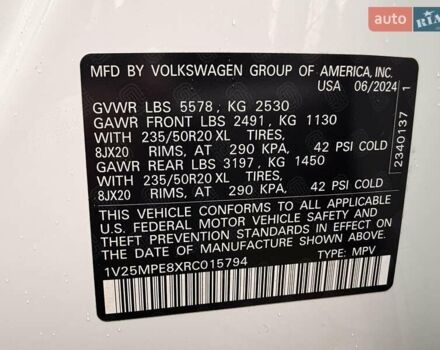 auto RIA
MFD BY VOLKSWAGEN GROUP OF AMERICA, INC.
USA 06/2024
GVWR LBS 5578, KG 2530
GAWR FRONT LBS 2491, KG 1130
WITH 235/50R20 XL TIRES,
8JX20 RIMS, AT 290 KPA, 42 PSI COLD
GAWR REAR LBS 3197, KG 1450
WITH 235/50R20 XL TIRES,
8JX20 RIMS, AT 290 KPA, 42 PSI COLD
THIS VEHICLE CONFORMS TO ALL APPLICABLE
U.S. FEDERAL MOTOR VEHICLE SAFETY STANDARDS
IN EFFECT ON THE DATE OF MANUFACTURE
SHOWN ABOVE.
1V25MPE8XRC015794 TYPE: MPV
2340137 1